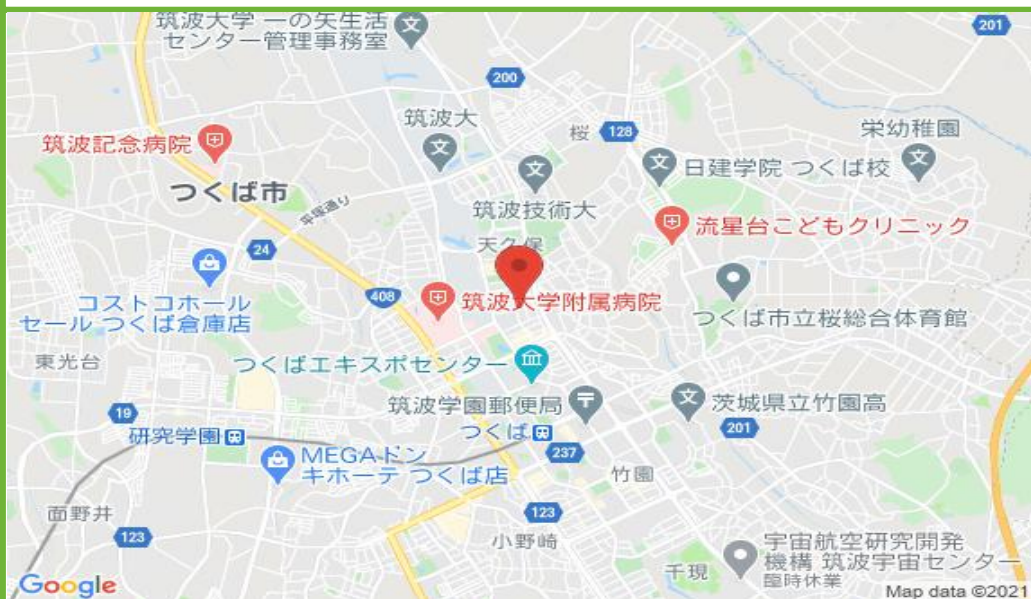 筑波大学 一の矢生活
センター管理事務室
201
200
筑波大
桜
128
栄幼稚園
筑波記念病院
日建学院 つくば校
つくば市
平塚通り
筑波技術大
流星台こどもクリニック
天久保
24
コストコホール
セール つくば倉庫店
408
筑波大学附属病院
つくば市立桜総合体育館
東光台
つくばエキスポセンター
筑波学園郵便局
茨城県立竹園高
19
研究学園
つくば
201
237
MEGAドン
キホーテ つくば店
竹園
面野井
123
123
小野崎
宇宙航空研究開発
機構 筑波宇宙センター
臨時休業
千現
Google
Map data ©2021